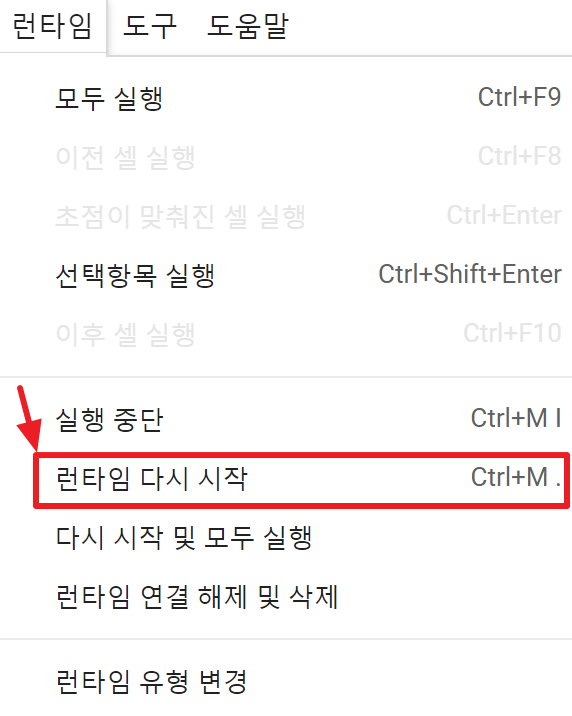 런타임 도구 도움말
모두 실행 Ctrl+F9
이전 셀 실행 Ctrl+F8
초점이 맞춰진 셀 실행 Ctrl+Enter
선택항목 실행 Ctrl+Shift+Enter
이후 셀 실행 Ctrl+F10
실행 중단 Ctrl+M I
런타임 다시 시작 Ctrl+M .
다시 시작 및 모두 실행
런타임 연결 해제 및 삭제
런타임 유형 변경